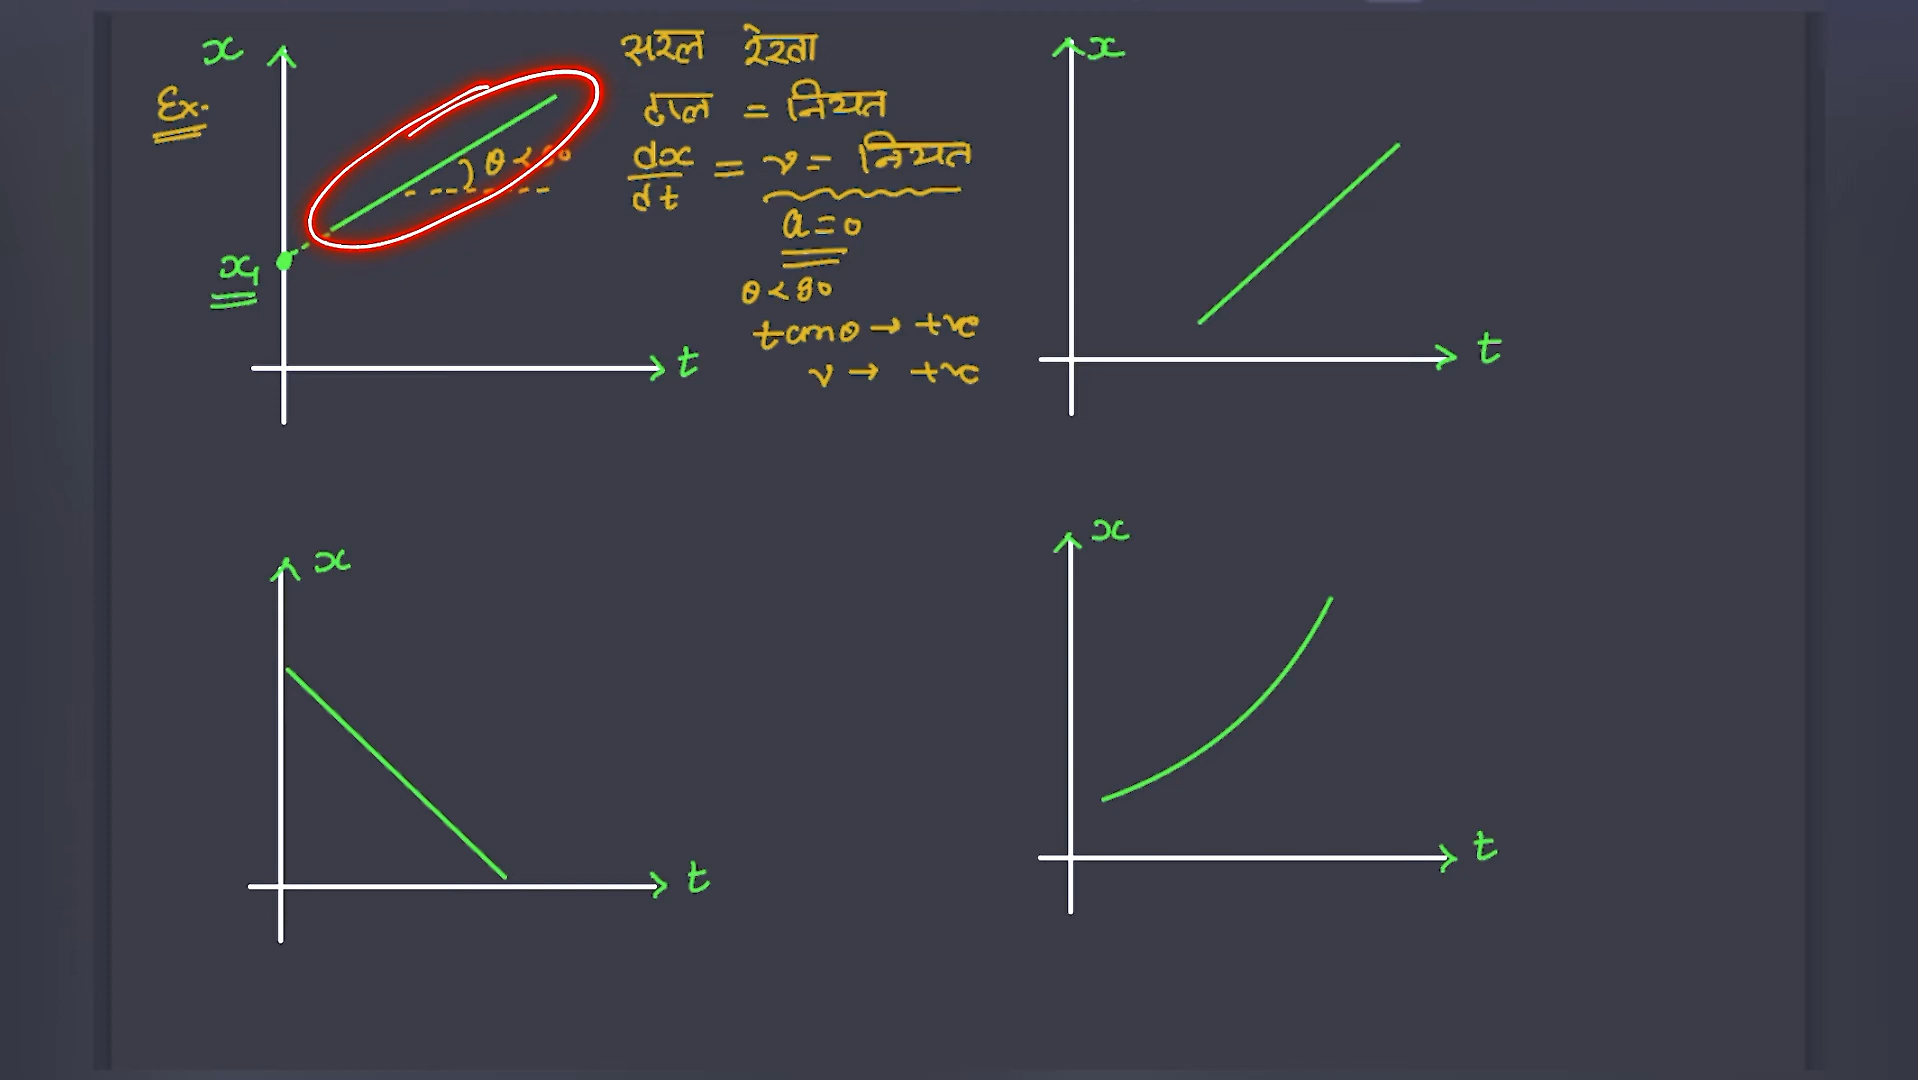 x
Ex.
θ < 90
x₁
t
सरल रेखा
ढाल = नियत
dx/dt = v = नियत
a = 0
θ < 90
tanθ → +ve
v → +ve
x
t
x
t
x
t